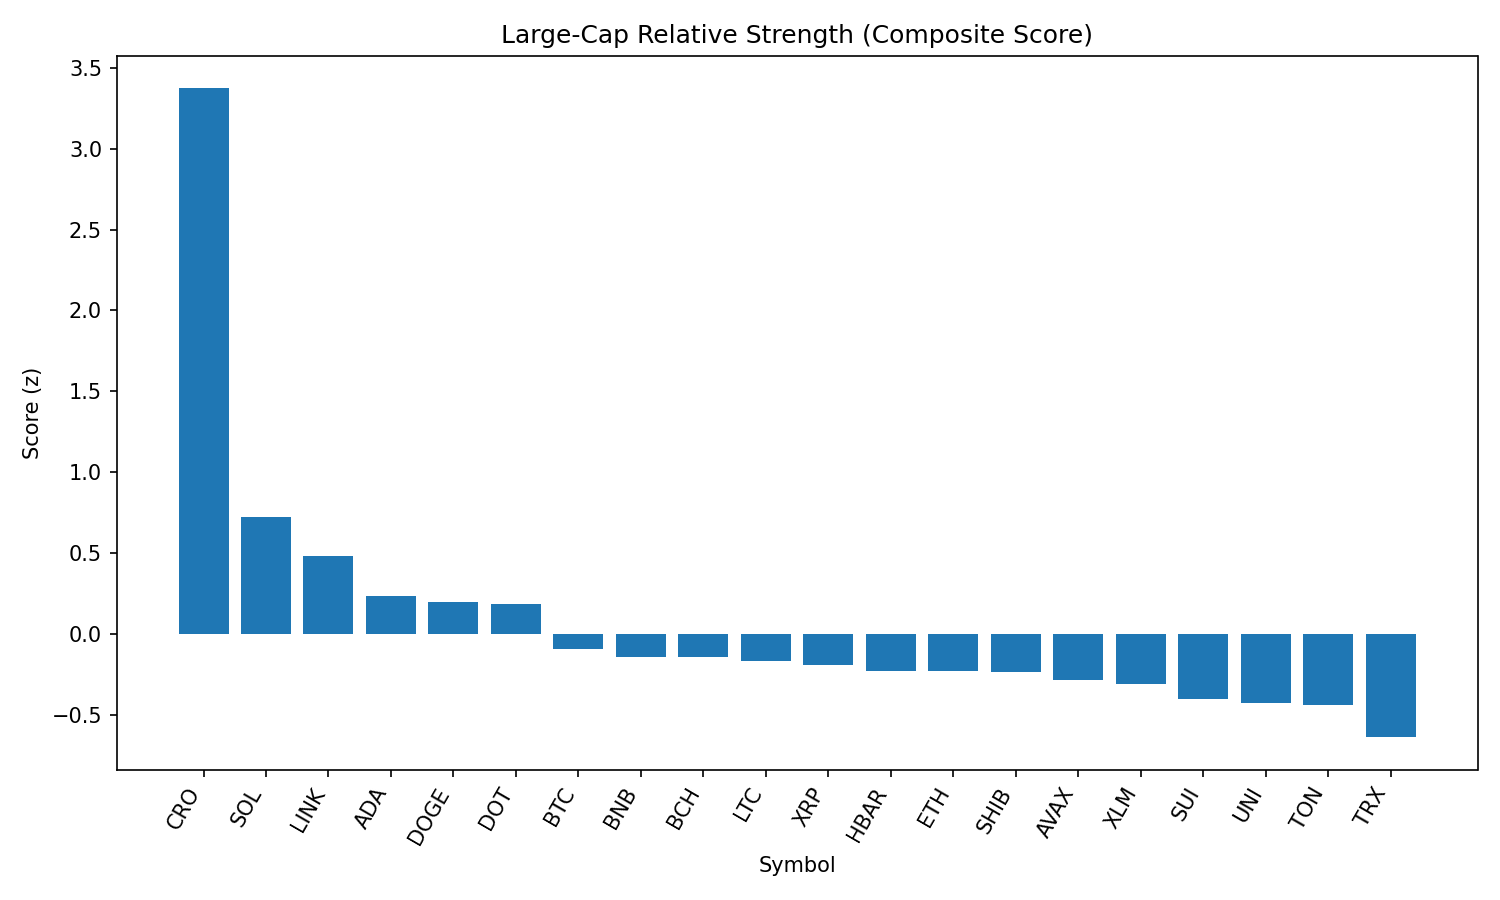 Large-Cap Relative Strength (Composite Score)
3.5
3.0
2.5
2.0
1.5
1.0
0.5
0.0
−0.5
Score (z)
CRO
SOL
LINK
ADA
DOGE
DOT
BTC
BNB
BCH
LTC
XRP
HBAR
ETH
SHIB
AVAX
XLM
SUI
UNI
TON
TRX
Symbol